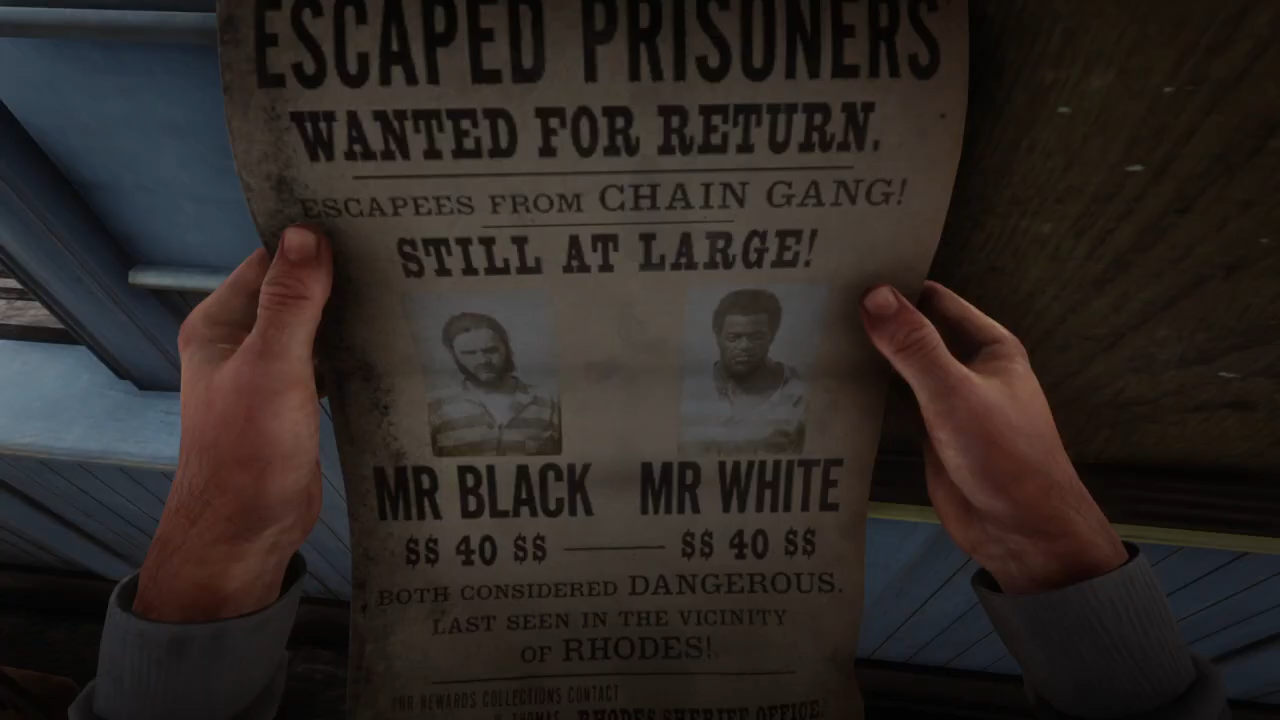 ESCAPED PRISONERS
WANTED FOR RETURN.
ESCAPEES FROM CHAIN GANG!
STILL AT LARGE!
MR BLACK MR WHITE
$$ 40 $$ $$ 40 $$
BOTH CONSIDERED DANGEROUS.
LAST SEEN IN THE VICINITY
OF RHODES!
FOR REWARDS COLLECTIONS CONTACT
THOMAS, RHODES SHERIFF OFFICE.